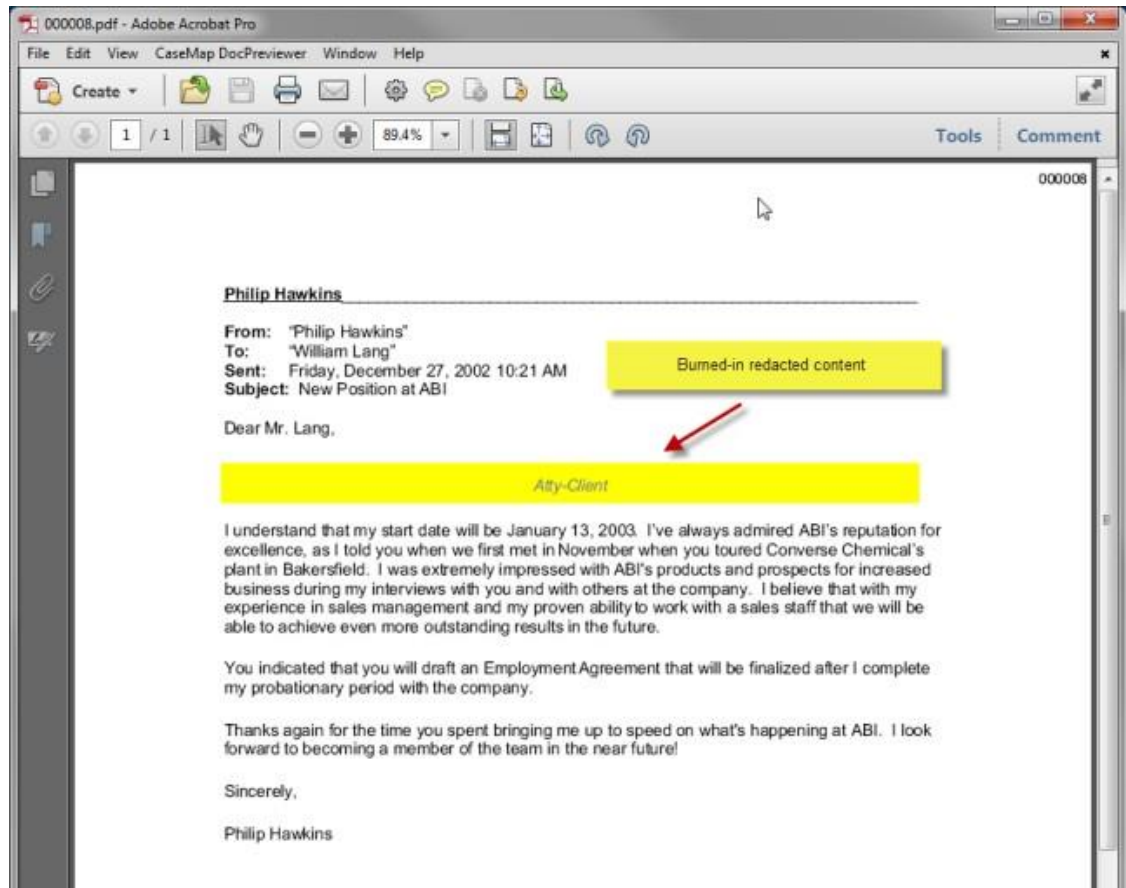 000008.pdf - Adobe Acrobat Pro
File Edit View CaseMap DocPreviewer Window Help
Create
1 / 1 89.4% Tools Comment
000008
Philip Hawkins
From: "Philip Hawkins"
To: "William Lang"
Sent: Friday, December 27, 2002 10:21 AM
Subject: New Position at ABI
Burned-in redacted content
Dear Mr. Lang,
Atty-Client
I understand that my start date will be January 13, 2003. I've always admired ABI's reputation for
excellence, as I told you when we first met in November when you toured Converse Chemical's
plant in Bakersfield. I was extremely impressed with ABI's products and prospects for increased
business during my interviews with you and with others at the company. I believe that with my
experience in sales management and my proven ability to work with a sales staff that we will be
able to achieve even more outstanding results in the future.
You indicated that you will draft an Employment Agreement that will be finalized after I complete
my probationary period with the company.
Thanks again for the time you spent bringing me up to speed on what's happening at ABI. I look
forward to becoming a member of the team in the near future!
Sincerely,
Philip Hawkins